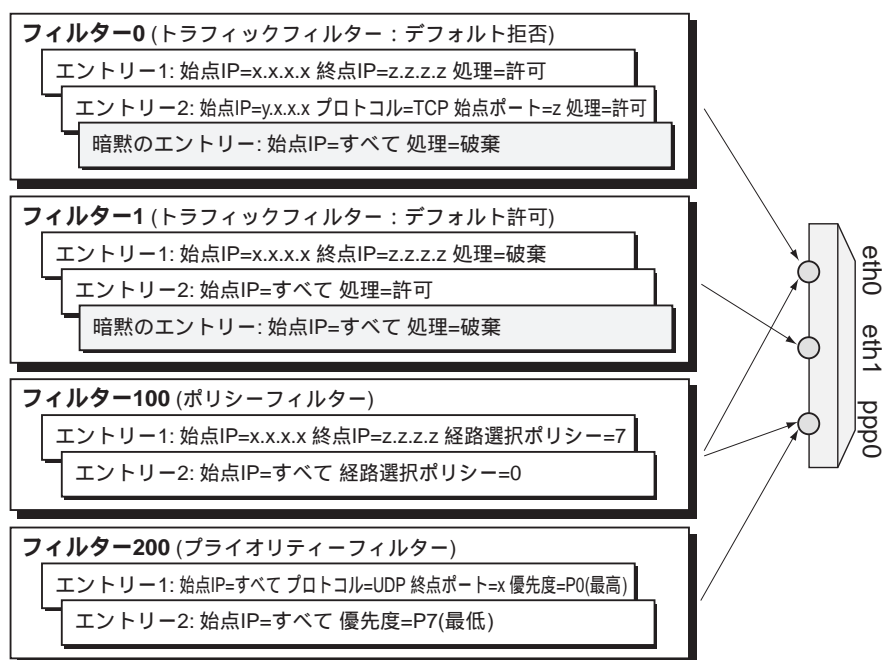 フィルター0 (トラフィックフィルター：デフォルト拒否)
エントリー1: 始点IP=x.x.x.x 終点IP=z.z.z.z 処理=許可
エントリー2: 始点IP=y.x.x.x プロトコル=TCP 始点ポート=z 処理=許可
暗黙のエントリー: 始点IP=すべて 処理=破棄
フィルター1 (トラフィックフィルター：デフォルト許可)
エントリー1: 始点IP=x.x.x.x 終点IP=z.z.z.z 処理=破棄
エントリー2: 始点IP=すべて 処理=許可
暗黙のエントリー: 始点IP=すべて 処理=破棄
フィルター100 (ポリシーフィルター)
エントリー1: 始点IP=x.x.x.x 終点IP=z.z.z.z 経路選択ポリシー=7
エントリー2: 始点IP=すべて 経路選択ポリシー=0
フィルター200 (プライオリティーフィルター)
エントリー1: 始点IP=すべて プロトコル=UDP 終点ポート=x 優先度=P0(最高)
エントリー2: 始点IP=すべて 優先度=P7(最低)
eth0
eth1
ppp0